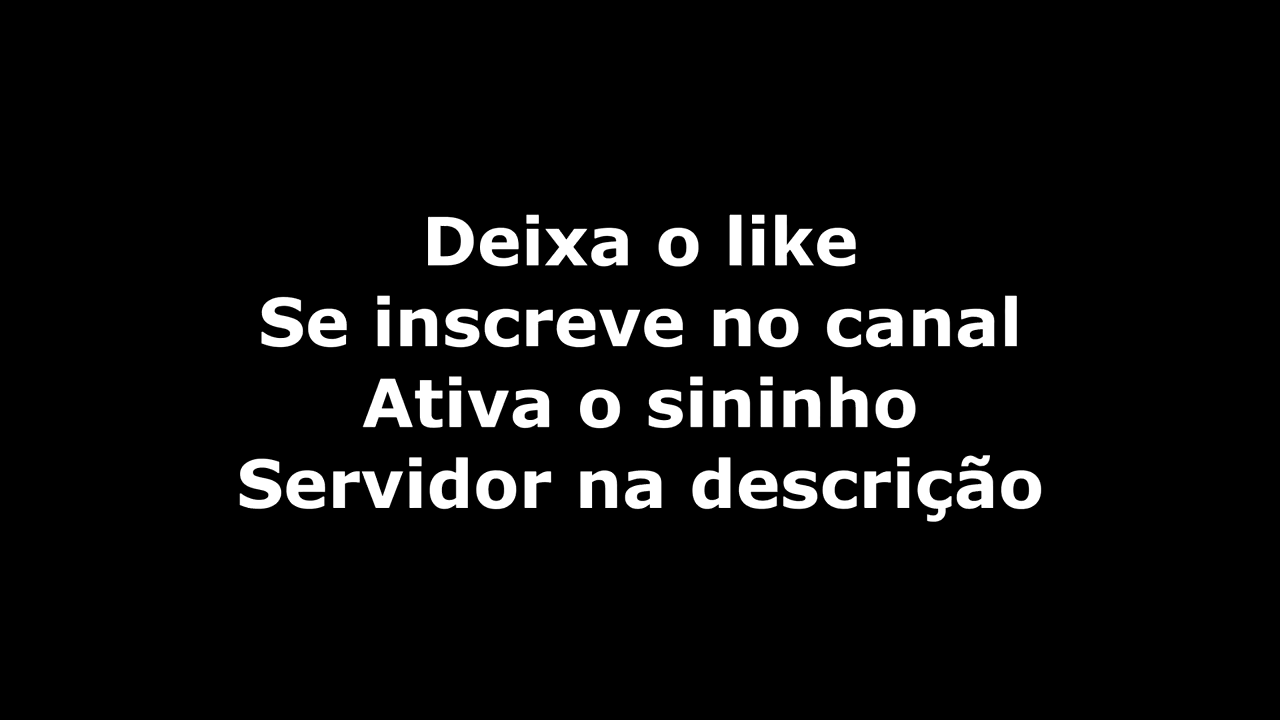 Deixa o like
Se inscreve no canal
Ativa o sininho
Servidor na descrição